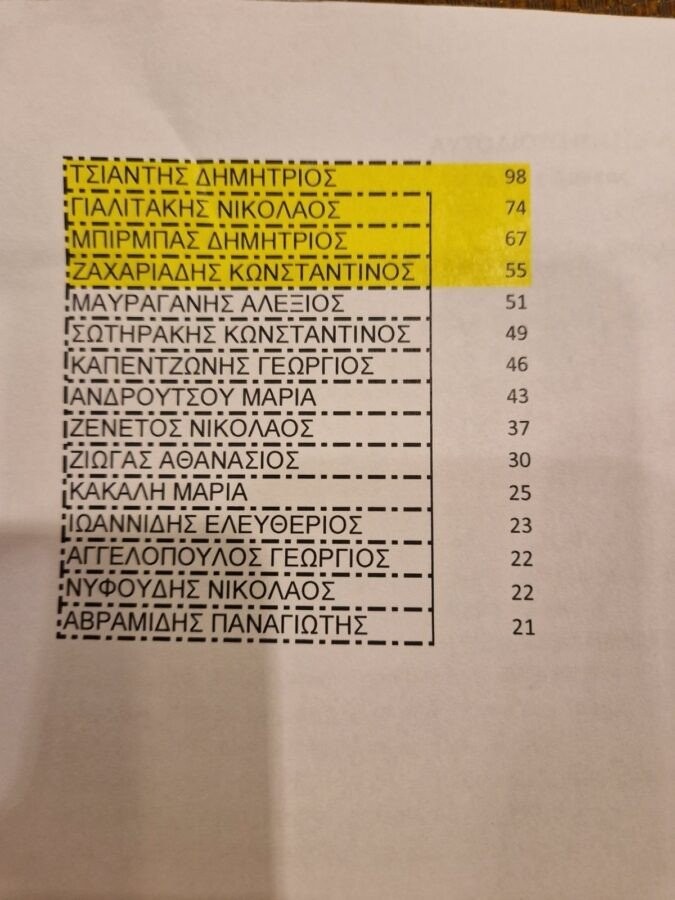 ΤΣΙΑΝΤΗΣ ΔΗΜΗΤΡΙΟΣ 98
ΓΙΑΛΙΤΑΚΗΣ ΝΙΚΟΛΑΟΣ 74
ΜΠΙΡΜΠΑΣ ΔΗΜΗΤΡΙΟΣ 67
ΖΑΧΑΡΙΑΔΗΣ ΚΩΝΣΤΑΝΤΙΝΟΣ 55
ΜΑΥΡΑΓΑΝΗΣ ΑΛΕΞΙΟΣ 51
ΣΩΤΗΡΑΚΗΣ ΚΩΝΣΤΑΝΤΙΝΟΣ 49
ΚΑΠΕΝΤΖΩΝΗΣ ΓΕΩΡΓΙΟΣ 46
ΑΝΔΡΟΥΤΣΟΥ ΜΑΡΙΑ 43
ΖΕΝΕΤΟΣ ΝΙΚΟΛΑΟΣ 37
ΖΙΩΓΑΣ ΑΘΑΝΑΣΙΟΣ 30
ΚΑΚΑΛΗ ΜΑΡΙΑ 25
ΙΩΑΝΝΙΔΗΣ ΕΛΕΥΘΕΡΙΟΣ 23
ΑΓΓΕΛΟΠΟΥΛΟΣ ΓΕΩΡΓΙΟΣ 22
ΝΥΦΟΥΔΗΣ ΝΙΚΟΛΑΟΣ 22
ΑΒΡΑΜΙΔΗΣ ΠΑΝΑΓΙΩΤΗΣ 21